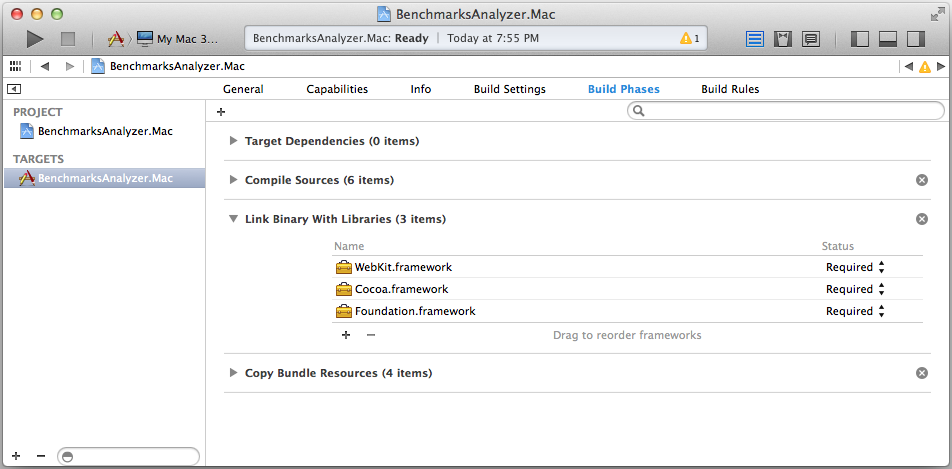 BenchmarksAnalyzer.Mac
My Mac 3...
BenchmarksAnalyzer.Mac: Ready | Today at 7:55 PM
1
BenchmarksAnalyzer.Mac
General Capabilities Info Build Settings Build Phases Build Rules
PROJECT
BenchmarksAnalyzer.Mac
TARGETS
BenchmarksAnalyzer.Mac
Target Dependencies (0 items)
Compile Sources (6 items)
Link Binary With Libraries (3 items)
Name Status
WebKit.framework Required
Cocoa.framework Required
Foundation.framework Required
Drag to reorder frameworks
Copy Bundle Resources (4 items)